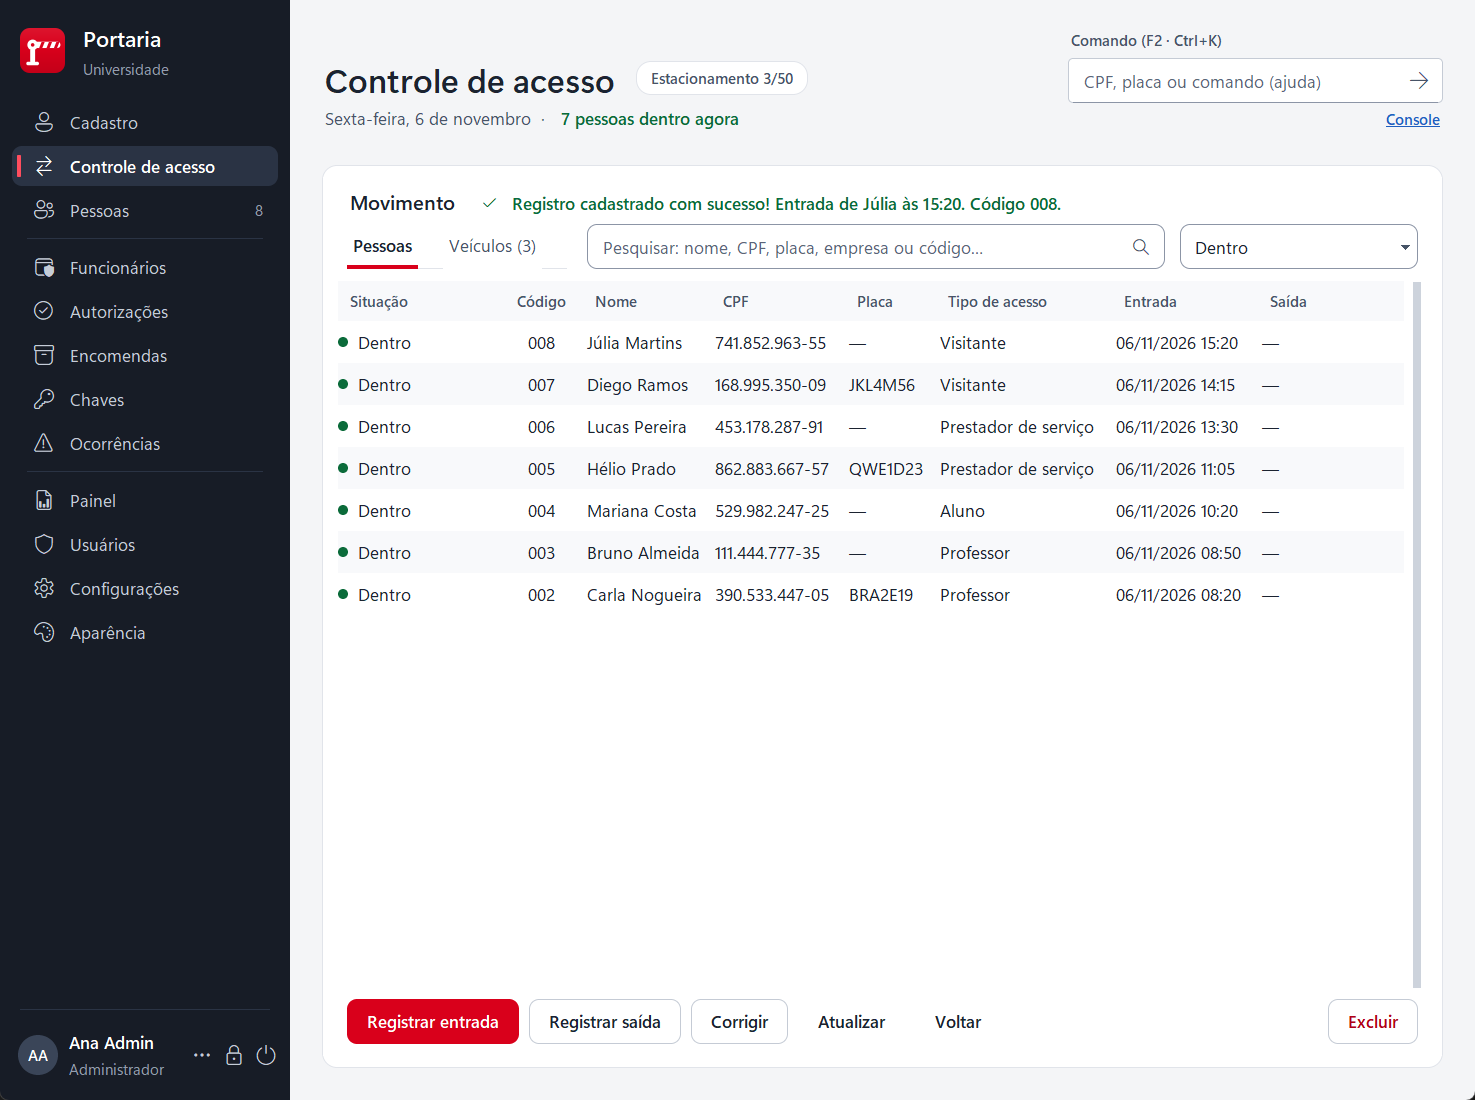 Portaria
Universidade
Cadastro
Controle de acesso
Pessoas 8
Funcionários
Autorizações
Encomendas
Chaves
Ocorrências
Painel
Usuários
Configurações
Aparência
AA
Ana Admin
Administrador
Controle de acesso
Estacionamento 3/50
Sexta-feira, 6 de novembro · 7 pessoas dentro agora
Comando (F2 · Ctrl+K)
CPF, placa ou comando (ajuda)
Console
Movimento
Registro cadastrado com sucesso! Entrada de Júlia às 15:20. Código 008.
Pessoas Veículos (3) Pesquisar: nome, CPF, placa, empresa ou código... Dentro
Situação Código Nome CPF Placa Tipo de acesso Entrada Saída
Dentro 008 Júlia Martins 741.852.963-55 — Visitante 06/11/2026 15:20 —
Dentro 007 Diego Ramos 168.995.350-09 JKL4M56 Visitante 06/11/2026 14:15 —
Dentro 006 Lucas Pereira 453.178.287-91 — Prestador de serviço 06/11/2026 13:30 —
Dentro 005 Hélio Prado 862.883.667-57 QWE1D23 Prestador de serviço 06/11/2026 11:05 —
Dentro 004 Mariana Costa 529.982.247-25 — Aluno 06/11/2026 10:20 —
Dentro 003 Bruno Almeida 111.444.777-35 — Professor 06/11/2026 08:50 —
Dentro 002 Carla Nogueira 390.533.447-05 BRA2E19 Professor 06/11/2026 08:20 —
Registrar entrada Registrar saída Corrigir Atualizar Voltar Excluir